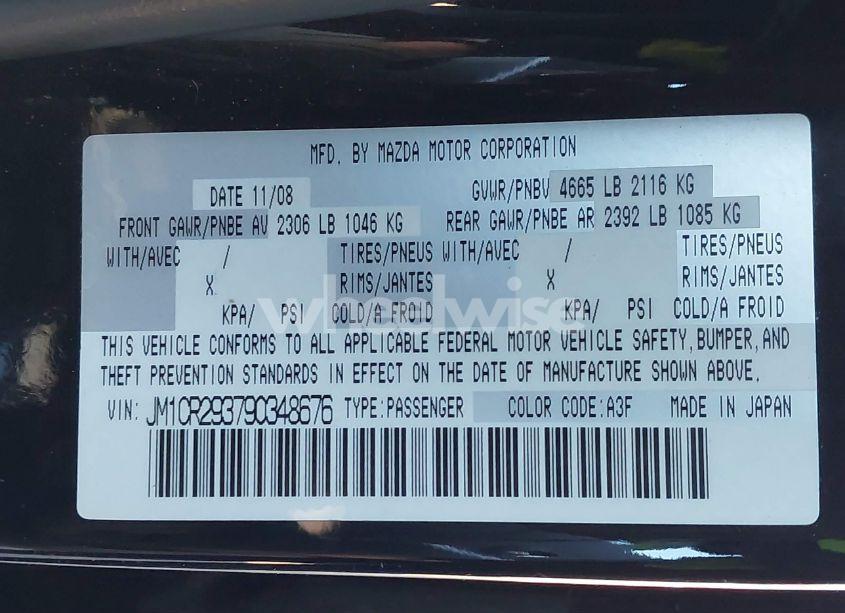 MFD. BY MAZDA MOTOR CORPORATION
DATE 11/08 GVWR/PNBV 4665 LB 2116 KG
FRONT GAWR/PNBE AV 2306 LB 1046 KG REAR GAWR/PNBE AR 2392 LB 1085 KG
WITH/AVEC / TIRES/PNEUS WITH/AVEC / TIRES/PNEUS
X RIMS/JANTES X RIMS/JANTES
KPA/ PSI COLD/A FROID KPA/ PSI COLD/A FROID
wheelwise
THIS VEHICLE CONFORMS TO ALL APPLICABLE FEDERAL MOTOR VEHICLE SAFETY,BUMPER,AND
THEFT PREVENTION STANDARDS IN EFFECT ON THE DATE OF MANUFACTURE SHOWN ABOVE.
VIN: JM1CR293790348676 TYPE:PASSENGER COLOR CODE:A3F MADE IN JAPAN